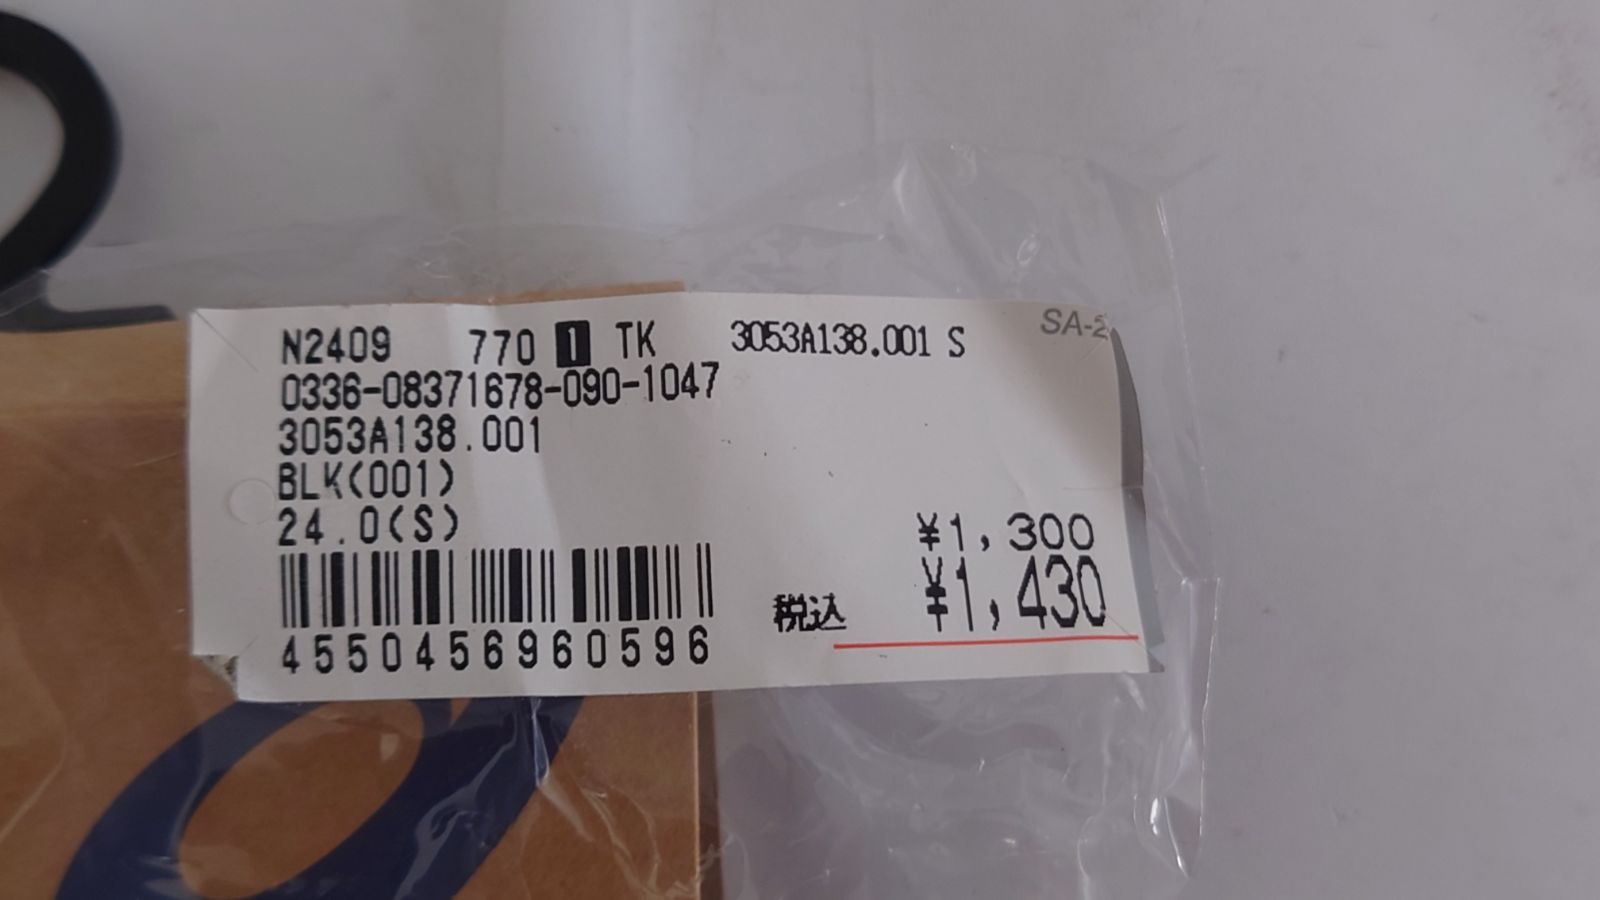 N2409 770 1 TK 3053A138.001 S SA-2
0336-08371678-090-1047
3053A138.001
BLK(001)
24.0(S)
¥1,300
税込 ¥1,430
4550456960596